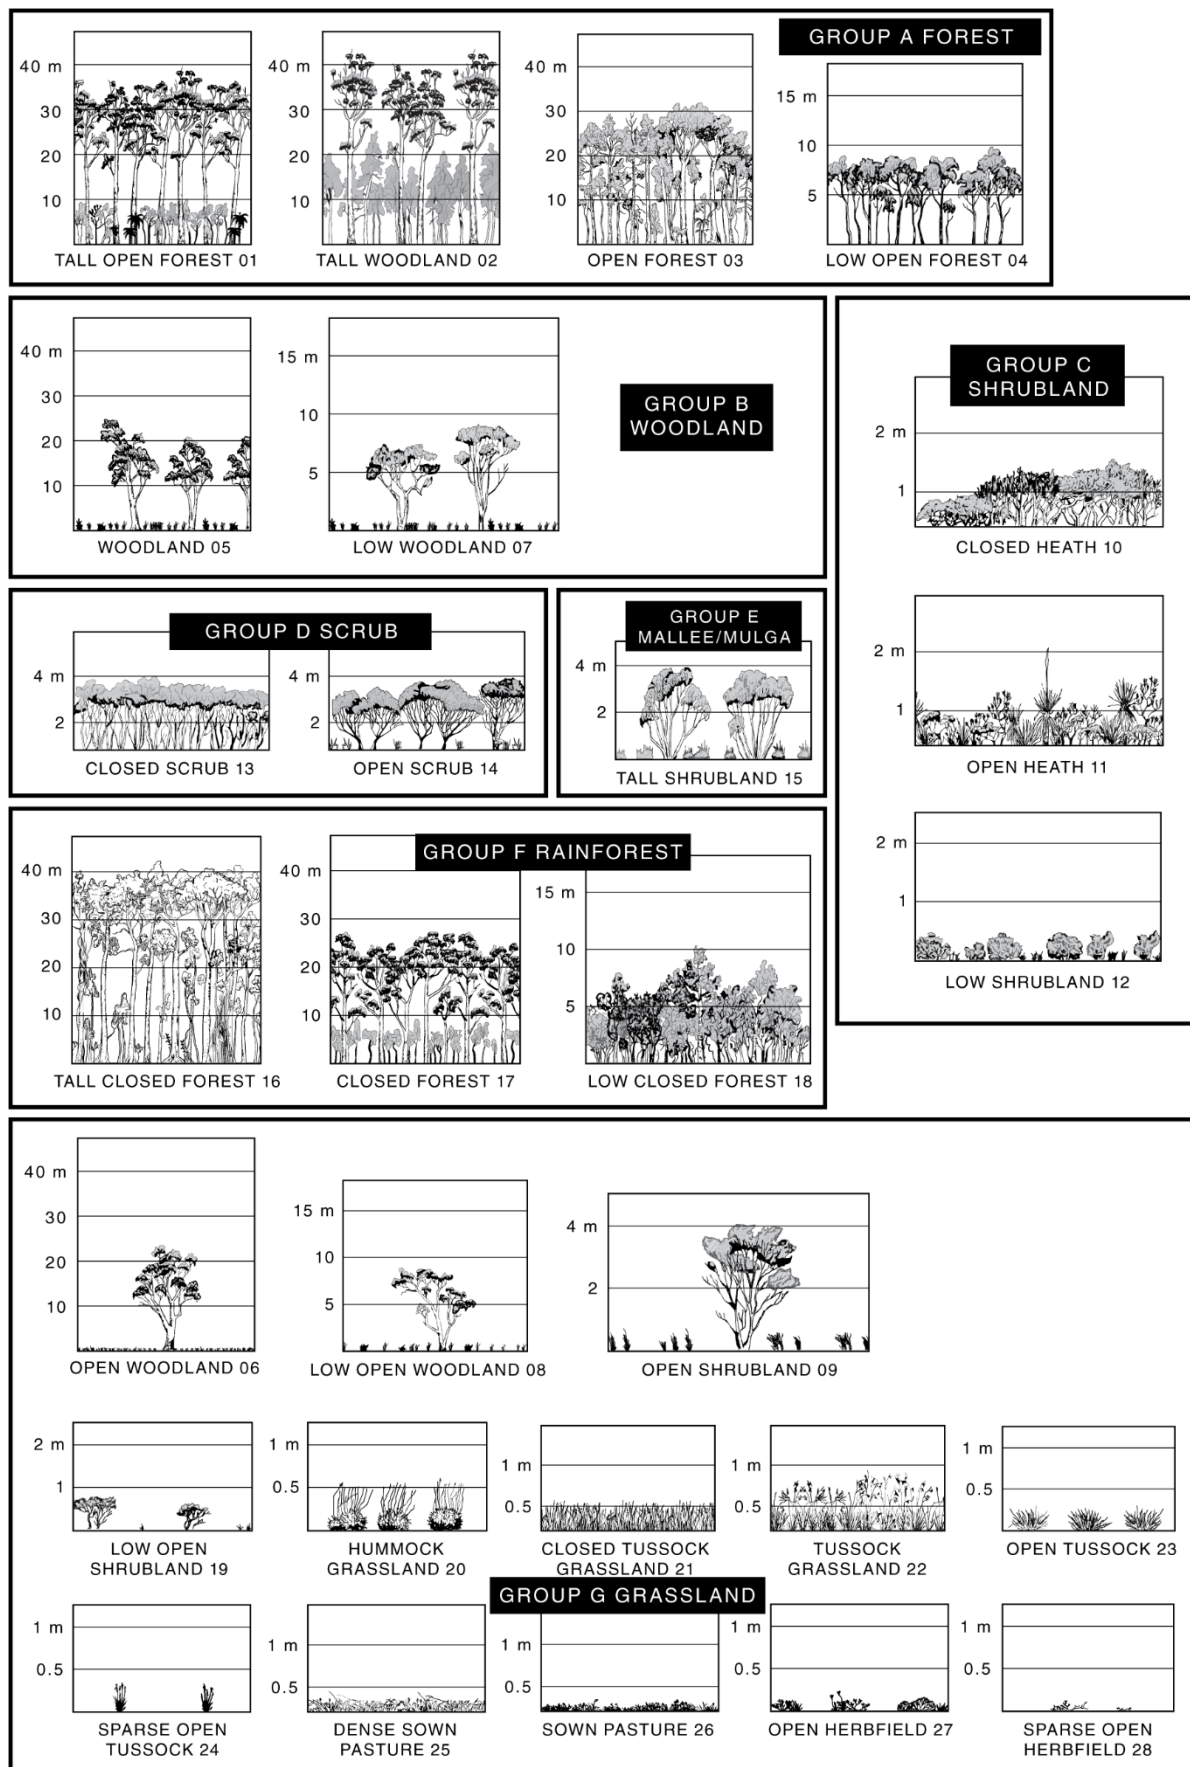 GROUP A FOREST
40 m
30
20
10
TALL OPEN FOREST 01
40 m
30
20
10
TALL WOODLAND 02
40 m
30
20
10
OPEN FOREST 03
15 m
10
5
LOW OPEN FOREST 04
40 m
30
20
10
WOODLAND 05
15 m
10
5
LOW WOODLAND 07
GROUP B
WOODLAND
GROUP C
SHRUBLAND
2 m
1
CLOSED HEATH 10
2 m
1
OPEN HEATH 11
2 m
1
LOW SHRUBLAND 12
GROUP D SCRUB
4 m
2
CLOSED SCRUB 13
4 m
2
OPEN SCRUB 14
GROUP E
MALLEE/MULGA
4 m
2
TALL SHRUBLAND 15
GROUP F RAINFOREST
40 m
30
20
10
TALL CLOSED FOREST 16
40 m
30
20
10
CLOSED FOREST 17
15 m
10
5
LOW CLOSED FOREST 18
40 m
30
20
10
OPEN WOODLAND 06
15 m
10
5
LOW OPEN WOODLAND 08
4 m
2
OPEN SHRUBLAND 09
2 m
1
LOW OPEN
SHRUBLAND 19
1 m
0.5
HUMMOCK
GRASSLAND 20
1 m
0.5
CLOSED TUSSOCK
GRASSLAND 21
1 m
0.5
TUSSOCK
GRASSLAND 22
1 m
0.5
OPEN TUSSOCK 23
GROUP G GRASSLAND
1 m
0.5
SPARSE OPEN
TUSSOCK 24
1 m
0.5
DENSE SOWN
PASTURE 25
1 m
0.5
SOWN PASTURE 26
1 m
0.5
OPEN HERBFIELD 27
1 m
0.5
SPARSE OPEN
HERBFIELD 28